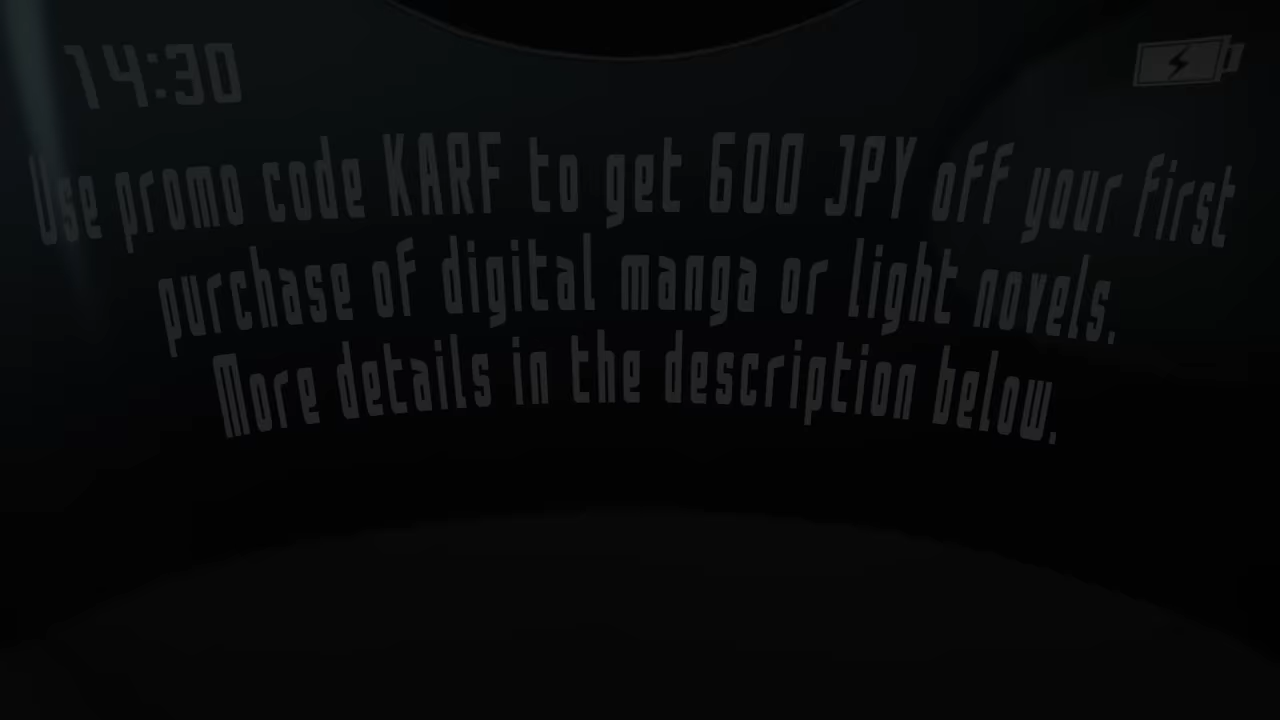 14:30
Use promo code KARF to get 600 JPY off your first
purchase of digital manga or light novels.
More details in the description below.